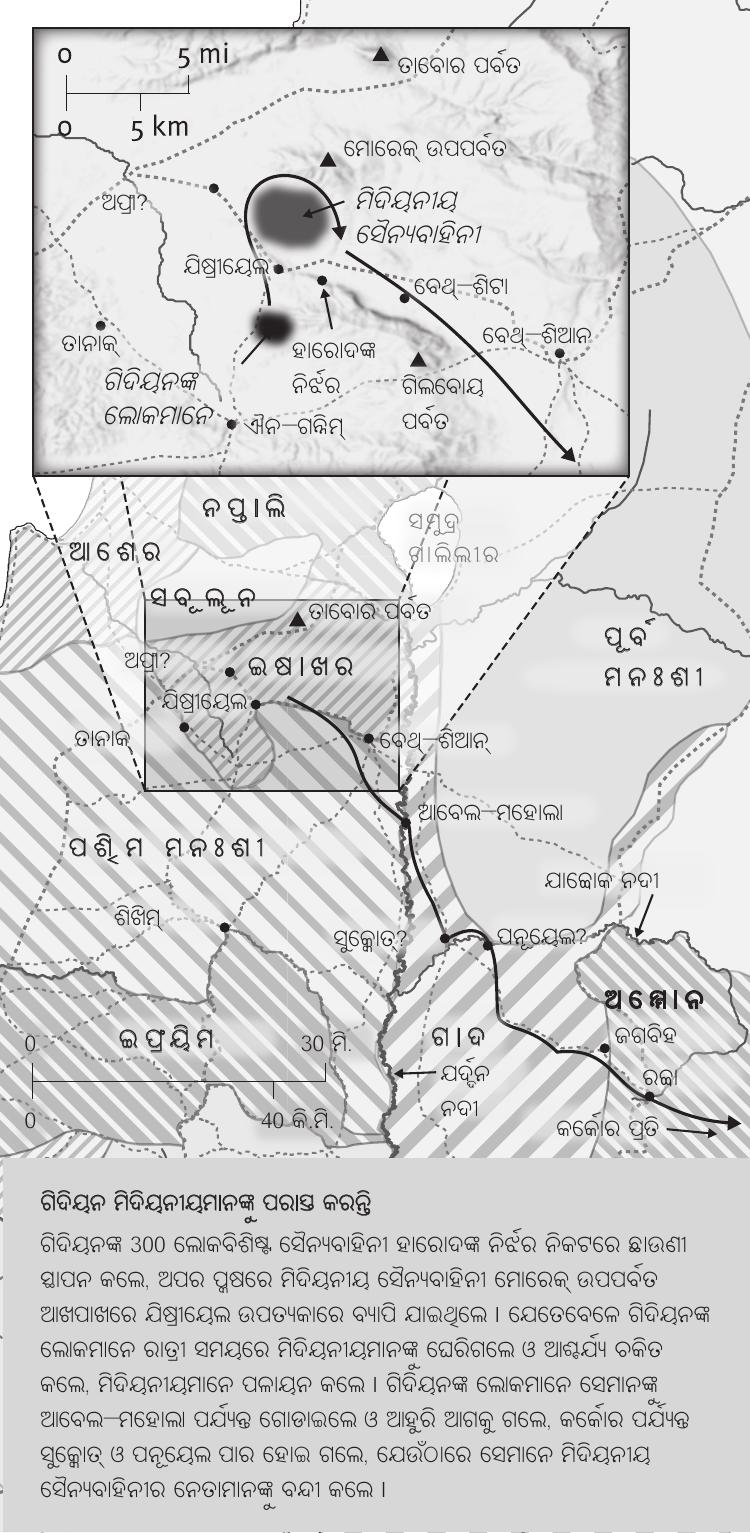 0 5 mi
0 5 km
ତାବୋର ପର୍ବତ
ମୋରେକ୍ ଉପପର୍ବତ
ଅପ୍ରା?
ମିଦିୟନୀୟ
ସୈନ୍ୟବାହିନୀ
ଯିଷ୍ରୀୟେଲ
ବେଥ୍-ଶିଟା
ତାନାକ୍
ହାରୋଦଙ୍କ
ନିର୍ଝର
ବେଥ୍-ଶିଆନ
ଗିଦିୟନଙ୍କ
ଲୋକମାନେ
ଗିଲବୋୟ
ପର୍ବତ
ଐନ-ଗନ୍ନିମ୍
ନପ୍ତାଲି
ସମୁଦ୍ର
ଗାଲିଲୀର
ଆଶେର
ସବୂଲୂନ
ତାବୋର ପର୍ବତ
ଅପ୍ରା?
ଇଷାଖର
ପୂର୍ବ
ମନଃଶୀ
ଯିଷ୍ରୀୟେଲ
ତାନାକ
ବେଥ୍-ଶିଆନ୍
ଆବେଲ-ମହୋଲା
ପଶ୍ଚିମ ମନଃଶୀ
ଯାବ୍ବୋକ ନଦୀ
ଶିଖିମ୍
ସୁକ୍କୋତ୍?
ପନୂୟେଲ?
ଅମ୍ମୋନ
ଇଫ୍ରୟିମ
ଗାଦ
ଜଗବିହ
0 30 ମି.
ଯର୍ଦ୍ଦନ
ନଦୀ
ରବ୍ବା
0 40 କି.ମି.
କର୍କୋର ପ୍ରତି
ଗିଦିୟନ ମିଦିୟନୀୟମାନଙ୍କୁ ପରାସ୍ତ କରନ୍ତି
ଗିଦିୟନଙ୍କ 300 ଲୋକବିଶିଷ୍ଟ ସୈନ୍ୟବାହିନୀ ହାରୋଦଙ୍କ ନିର୍ଝର ନିକଟରେ ଛାଉଣୀ
ସ୍ଥାପନ କଲେ, ଅପର ପ୍ରକ୍ଷରେ ମିଦିୟନୀୟ ସୈନ୍ୟବାହିନୀ ମୋରେକ୍ ଉପପର୍ବତ
ଆଖପାଖରେ ଯିଷ୍ରୀୟେଲ ଉପତ୍ୟକାରେ ବ୍ୟାପି ଯାଇଥିଲେ । ଯେତେବେଳେ ଗିଦିୟନଙ୍କ
ଲୋକମାନେ ରାତ୍ରୀ ସମୟରେ ମିଦିୟନୀୟମାନଙ୍କୁ ଘେରିଗଲେ ଓ ଆଶ୍ଚର୍ଯ୍ୟ ଚକିତ
କଲେ, ମିଦିୟନୀୟମାନେ ପଳାୟନ କଲେ । ଗିଦିୟନଙ୍କ ଲୋକମାନେ ସେମାନଙ୍କୁ
ଆବେଲ-ମହୋଲା ପର୍ଯ୍ୟନ୍ତ ଗୋଡାଇଲେ ଓ ଆହୁରି ଆଗକୁ ଗଲେ, କର୍କୋର ପର୍ଯ୍ୟନ୍ତ
ସୁକ୍କୋତ୍ ଓ ପନୂୟେଲ ପାର ହୋଇ ଗଲେ, ଯେଉଁଠାରେ ସେମାନେ ମିଦିୟନୀୟ
ସୈନ୍ୟବାହିନୀର ନେତାମାନଙ୍କୁ ବନ୍ଦୀ କଲେ ।